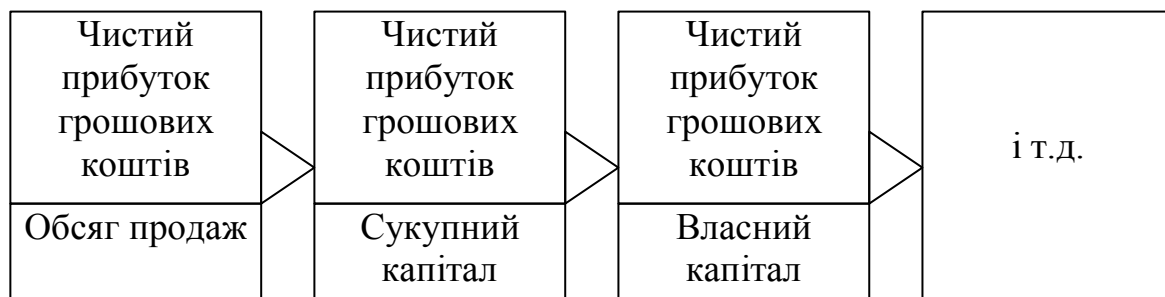 Чистий
прибуток
грошових
коштів
Обсяг продаж
Чистий
прибуток
грошових
коштів
Сукупний
капітал
Чистий
прибуток
грошових
коштів
Власний
капітал
і т.д.